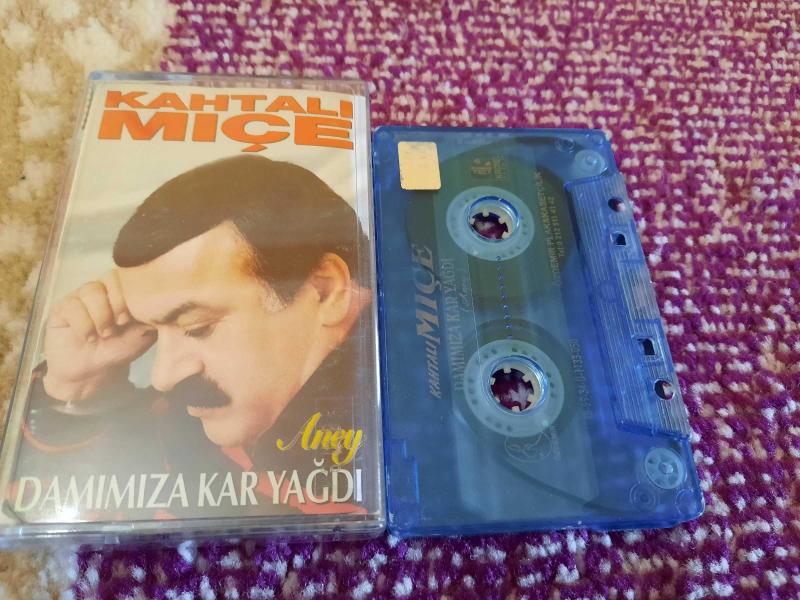 KAHTALI
MIÇE
Aney
DAMIMIZA KAR YAĞDI
KAHTALI MIÇE
DAMIMIZA KAR YAĞDI